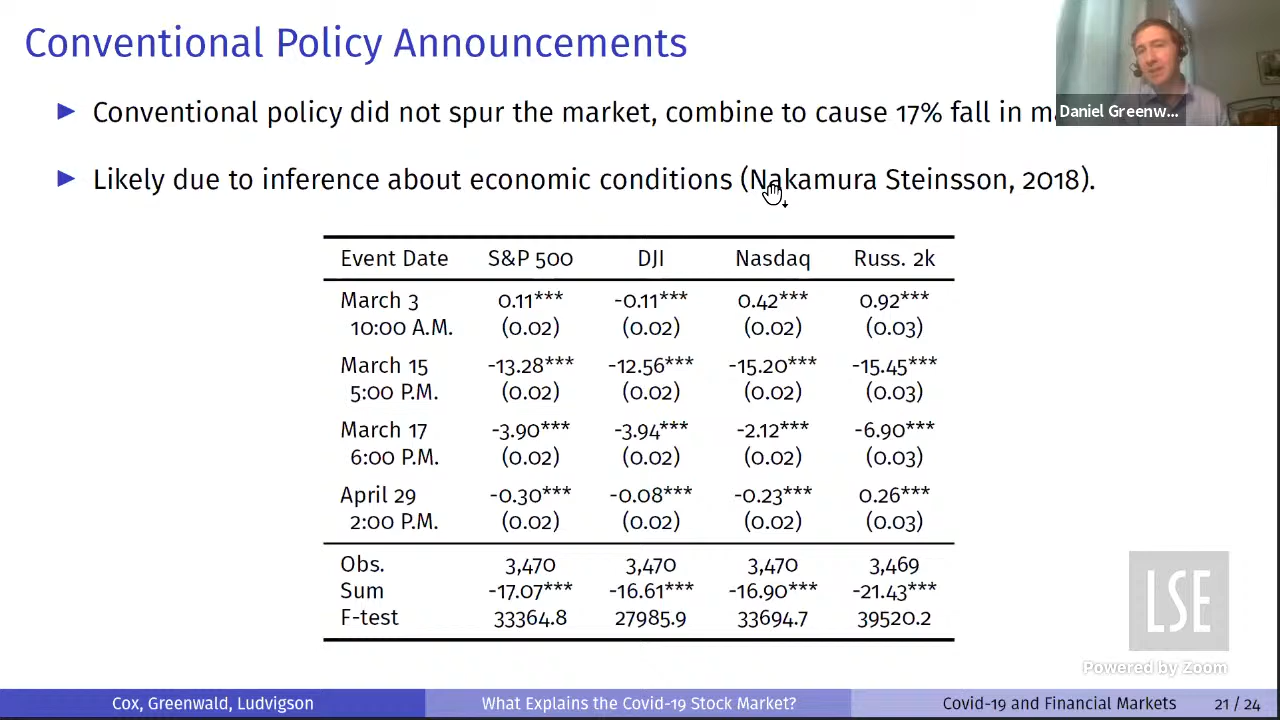 Conventional Policy Announcements
Daniel Greenw...
Conventional policy did not spur the market, combine to cause 17% fall in
Likely due to inference about economic conditions (Nakamura Steinsson, 2018).
Event Date S&P 500 DJI Nasdaq Russ. 2k
March 3 0.11*** -0.11*** 0.42*** 0.92***
10:00 A.M. (0.02) (0.02) (0.02) (0.03)
March 15 -13.28*** -12.56*** -15.20*** -15.45***
5:00 P.M. (0.02) (0.02) (0.02) (0.03)
March 17 -3.90*** -3.94*** -2.12*** -6.90***
6:00 P.M. (0.02) (0.02) (0.02) (0.03)
April 29 -0.30*** -0.08*** -0.23*** 0.26***
2:00 P.M. (0.02) (0.02) (0.02) (0.03)
Obs. 3,470 3,470 3,470 3,469
Sum -17.07*** -16.61*** -16.90*** -21.43***
F-test 33364.8 27985.9 33694.7 39520.2
LSE
Powered by Zoom
Cox, Greenwald, Ludvigson What Explains the Covid-19 Stock Market? Covid-19 and Financial Markets 21 / 24